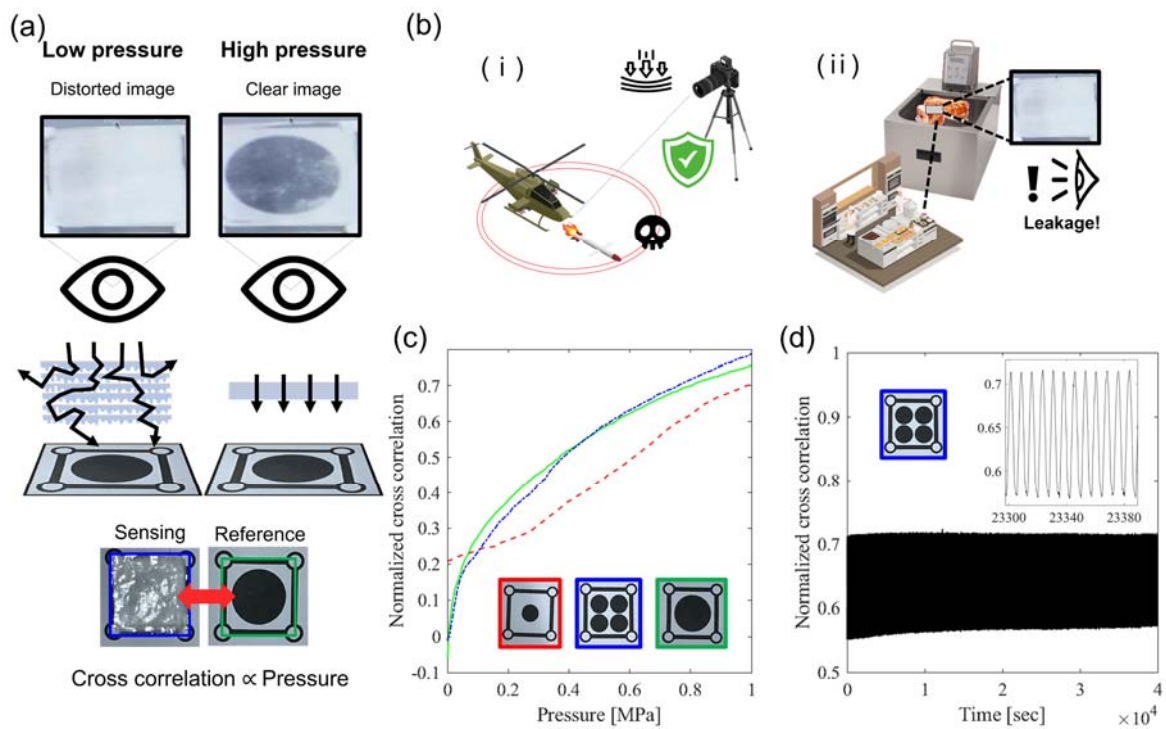 (a)
Low pressure
High pressure
Distorted image
Clear image
Sensing
Reference
Cross correlation ∝ Pressure
(b)
( i )
( ii )
Leakage!
!
(c)
Normalized cross correlation
0.7
0.6
0.5
0.4
0.3
0.2
0.1
0
-0.1
0
0.2
0.4
0.6
0.8
1
Pressure [MPa]
(d)
Normalized cross correlation
1
0.9
0.8
0.7
0.6
0.5
0.7
0.65
0.6
23300
23340
23380
0
1
2
3
4
×10⁴
Time [sec]